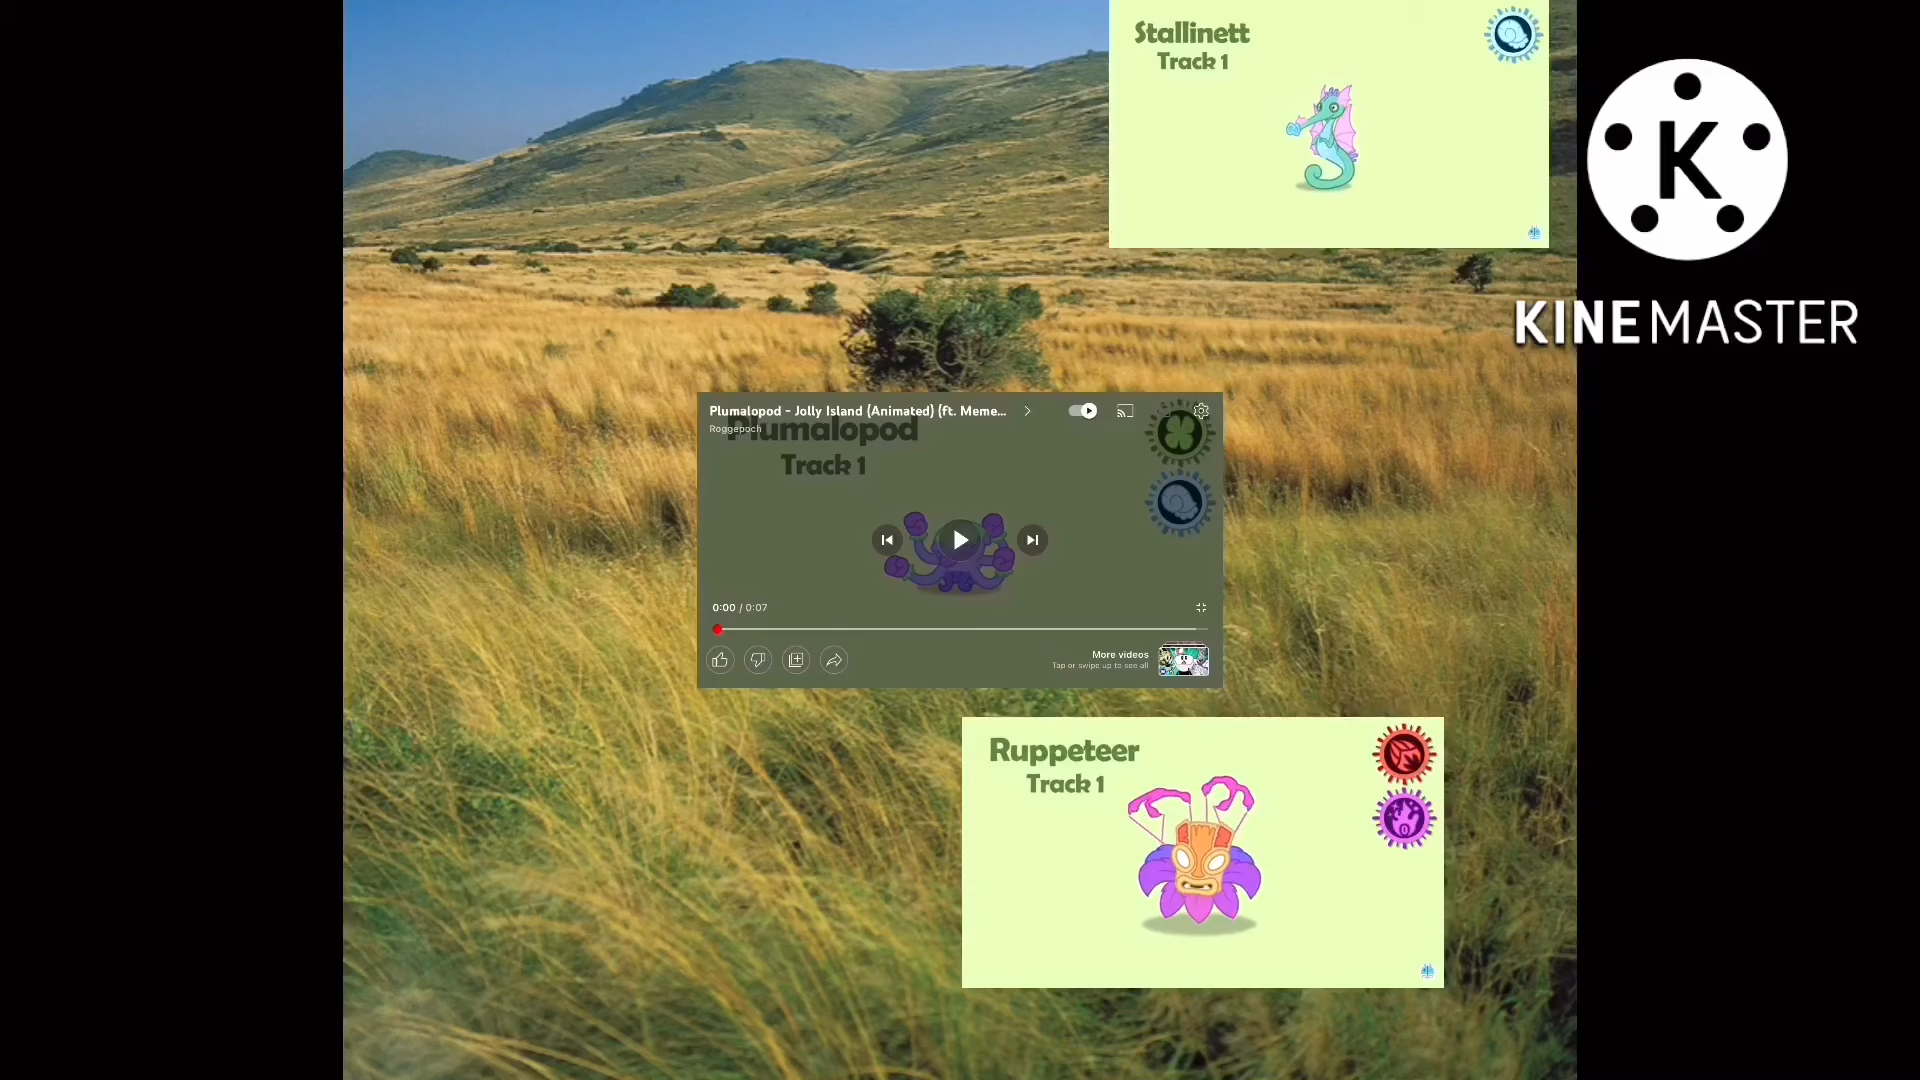 Stallinett
Track 1
K
KINEMASTER
Plumalopod - Jolly Island (Animated) (ft. Meme...
Roggepoch
Plumalopod
Track 1
0:00 / 0:07
More videos
Tap or swipe up to see all
Ruppeteer
Track 1